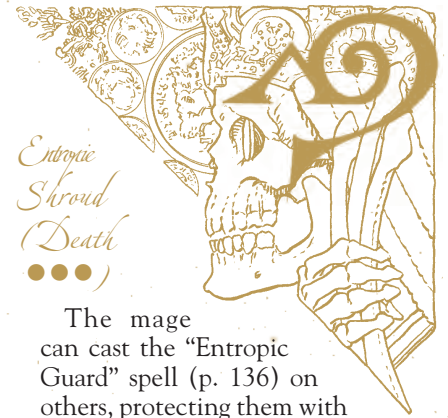 Entropic
Shroud
(Death
●●●)
The mage
can cast the “Entropic
Guard” spell (p. 136) on
others, protecting them with